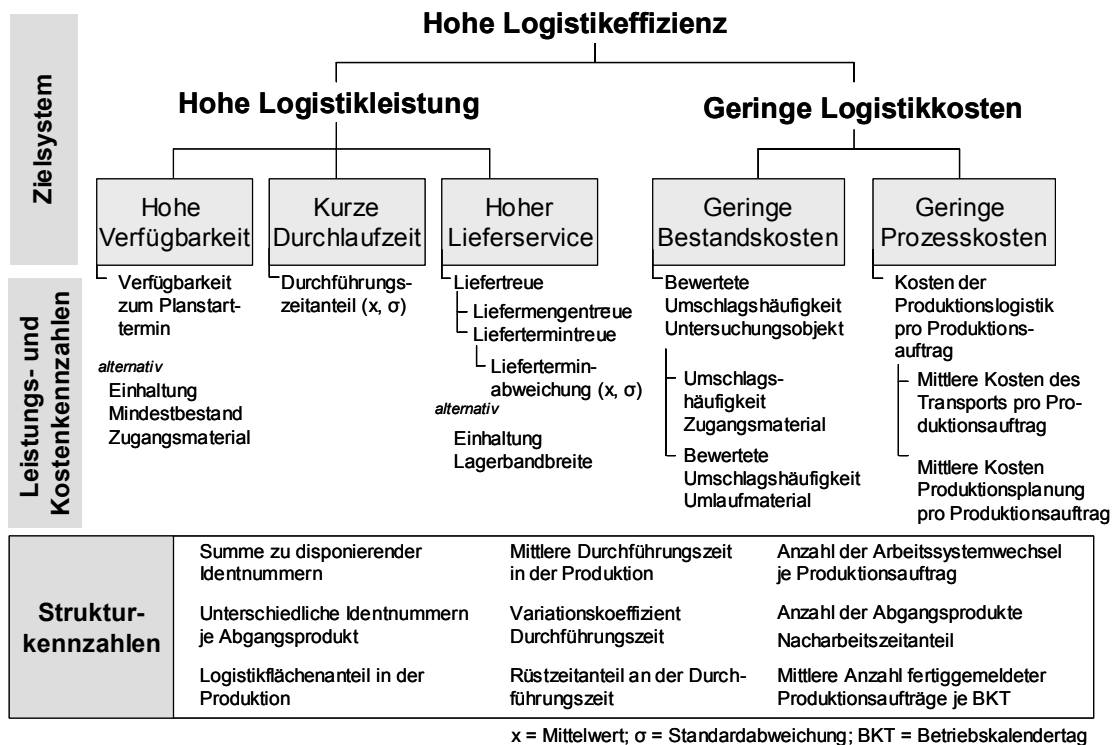 Hohe Logistikeffizienz
Zielsystem
Hohe Logistikleistung
Geringe Logistikkosten
Hohe
Verfügbarkeit
Kurze
Durchlaufzeit
Hoher
Lieferservice
Geringe
Bestandskosten
Geringe
Prozesskosten
Leistungs- und
Kostenkennzahlen
Verfügbarkeit
zum Planstart-
termin
alternativ
Einhaltung
Mindestbestand
Zugangsmaterial
Durchführungs-
zeitanteil (x, σ)
Liefertreue
Liefermengentreue
Liefertermintreue
Liefertermin-
abweichung (x, σ)
alternativ
Einhaltung
Lagerbandbreite
Bewertete
Umschlagshäufigkeit
Untersuchungsobjekt
Umschlags-
häufigkeit
Zugangsmaterial
Bewertete
Umschlagshäufigkeit
Umlaufmaterial
Kosten der
Produktionslogistik
pro Produktions-
auftrag
Mittlere Kosten des
Transports pro Pro-
duktionsauftrag
Mittlere Kosten
Produktionsplanung
pro Produktionsauftrag
Struktur-
kennzahlen
Summe zu disponierender
Identnummern
Unterschiedliche Identnummern
je Abgangsprodukt
Logistikflächenanteil in der
Produktion
Mittlere Durchführungszeit
in der Produktion
Variationskoeffizient
Durchführungszeit
Rüstzeitanteil an der Durch-
führungszeit
Anzahl der Arbeitssystemwechsel
je Produktionsauftrag
Anzahl der Abgangsprodukte
Nacharbeitszeitanteil
Mittlere Anzahl fertiggemeldeter
Produktionsaufträge je BKT
x = Mittelwert; σ = Standardabweichung; BKT = Betriebskalendertag